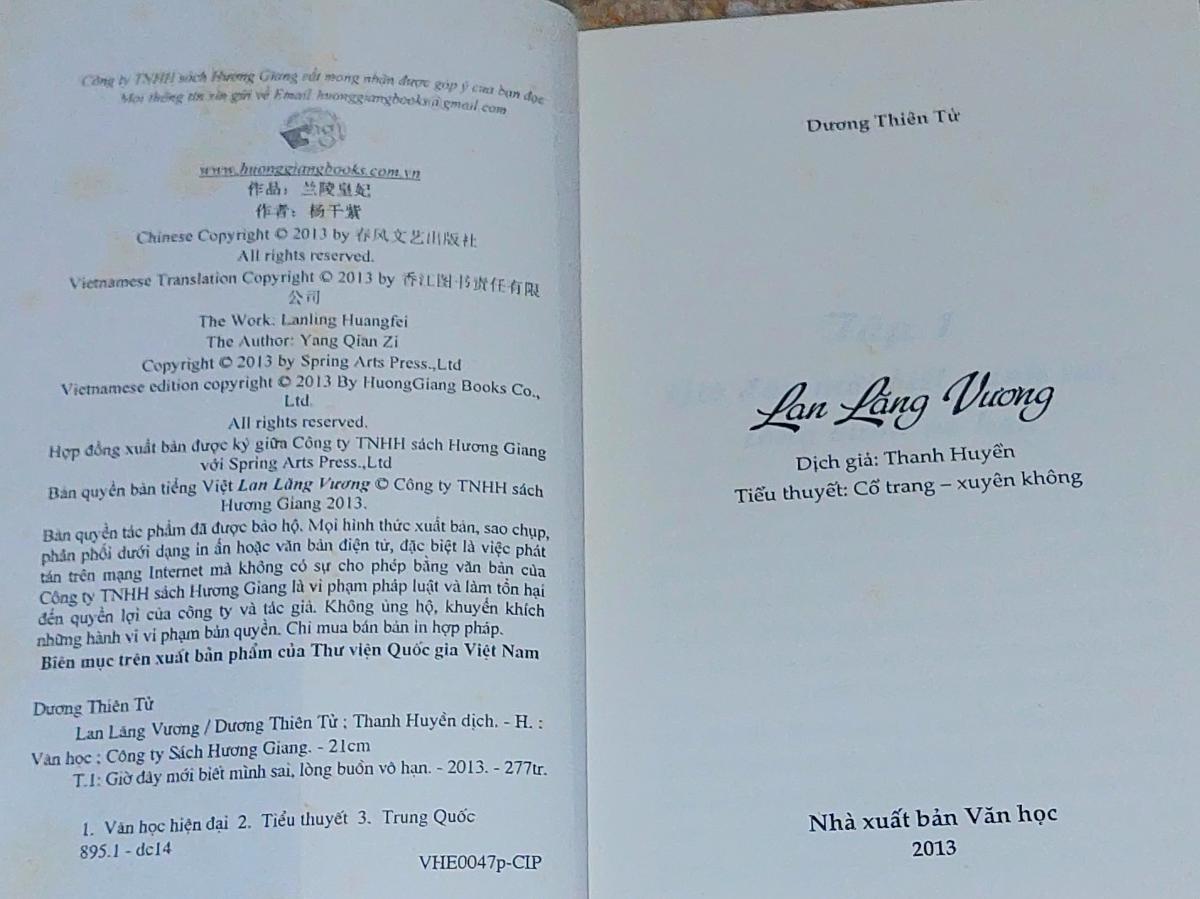 Công ty TNHH sách Hương Giang rất mong nhận được góp ý của bạn đọc
Mọi thông tin xin gửi về Email huonggiangbooks@gmail.com
hg
www.huonggiangbooks.com.vn
作品：兰陵皇妃
作者：杨千紫
Chinese Copyright © 2013 by 春风文艺出版社
All rights reserved.
Vietnamese Translation Copyright © 2013 by 香江图书责任有限
公司
The Work: Lanling Huangfei
The Author: Yang Qian Zi
Copyright © 2013 by Spring Arts Press.,Ltd
Vietnamese edition copyright © 2013 By HuongGiang Books Co.,
Ltd.
All rights reserved.
Hợp đồng xuất bản được ký giữa Công ty TNHH sách Hương Giang
với Spring Arts Press.,Ltd
Bản quyền bản tiếng Việt Lan Lăng Vương © Công ty TNHH sách
Hương Giang 2013.
Bản quyền tác phẩm đã được bảo hộ. Mọi hình thức xuất bản, sao chụp,
phân phối dưới dạng in ấn hoặc văn bản điện tử, đặc biệt là việc phát
tán trên mạng Internet mà không có sự cho phép bằng văn bản của
Công ty TNHH sách Hương Giang là vi phạm pháp luật và làm tổn hại
đến quyền lợi của công ty và tác giả. Không ủng hộ, khuyến khích
những hành vi vi phạm bản quyền. Chỉ mua bán bản in hợp pháp.
Biên mục trên xuất bản phẩm của Thư viện Quốc gia Việt Nam
Dương Thiên Tử
Lan Lăng Vương / Dương Thiên Tử ; Thanh Huyền dịch. - H. :
Văn học ; Công ty Sách Hương Giang. - 21cm
T.1: Giờ đây mới biết mình sai, lòng buồn vô hạn. - 2013. - 277tr.
1. Văn học hiện đại 2. Tiểu thuyết 3. Trung Quốc
895.1 - dc14
VHE0047p-CIP
Dương Thiên Tử
Tập 1
Lan Lăng Vương
Dịch giả: Thanh Huyền
Tiểu thuyết: Cổ trang – xuyên không
Nhà xuất bản Văn học
2013